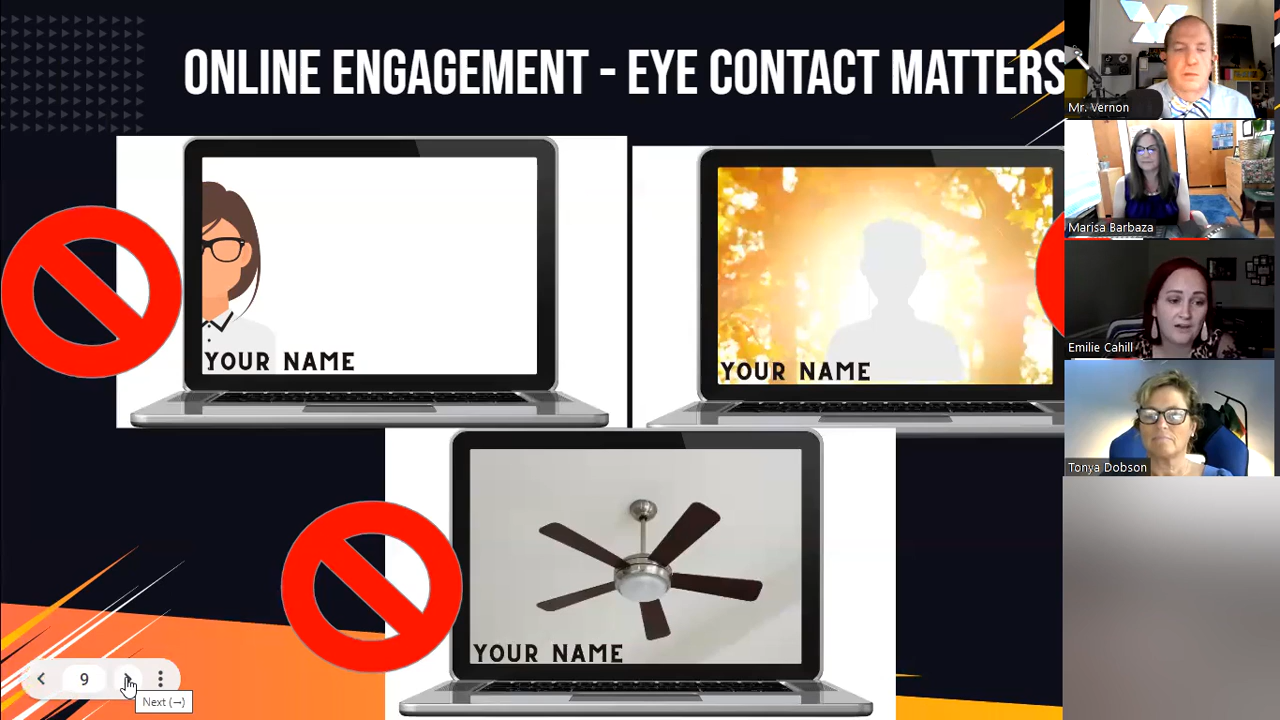 ONLINE ENGAGEMENT - EYE CONTACT MATTERS
YOUR NAME
YOUR NAME
YOUR NAME
Mr. Vernon
Marisa Barbaza
Emilie Cahill
Tonya Dobson
9
Next (→)